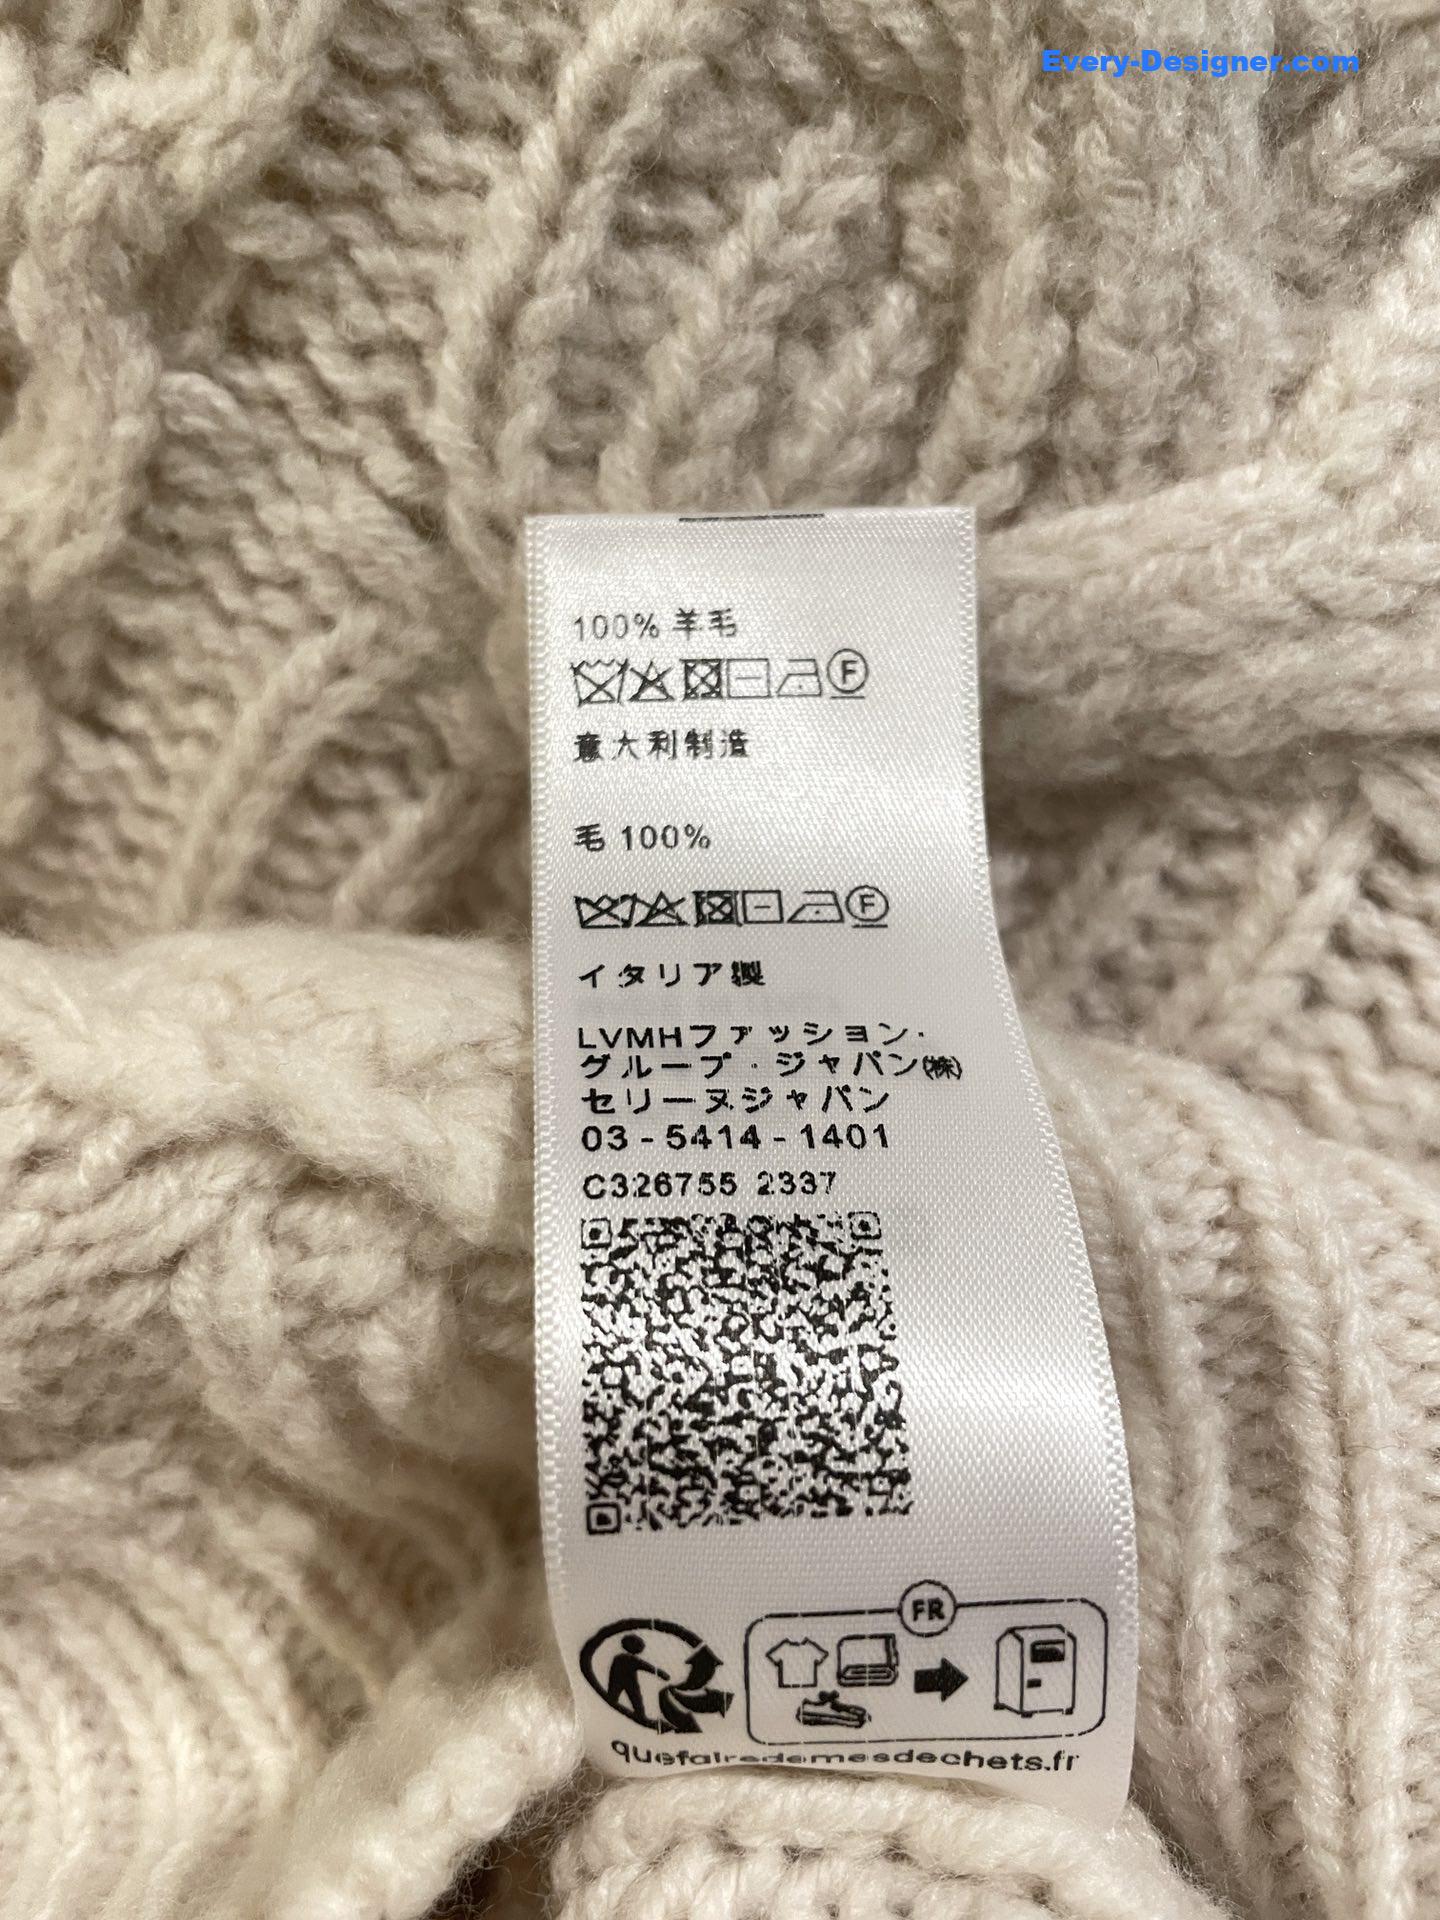 Every-Designer.com
100% 羊毛
F
意大利制造
毛 100%
F
イタリア製
LVMHファッション・
グループ・ジャパン㈱
セリーヌジャパン
03-5414-1401
C326755 2337
FR
quefairedemesdechets.fr